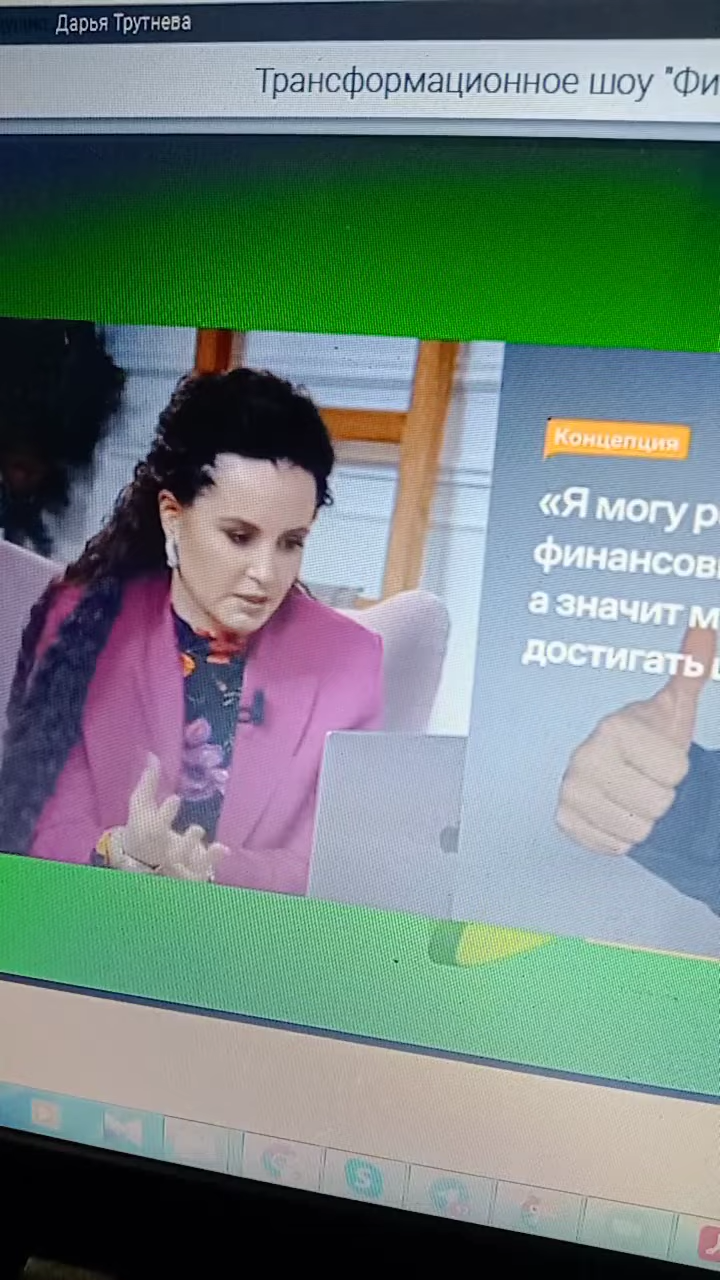 Дарья Трутнева
Трансформационное шоу "Фи
Концепция
«Я могу р
финансов
а значит м
достигать